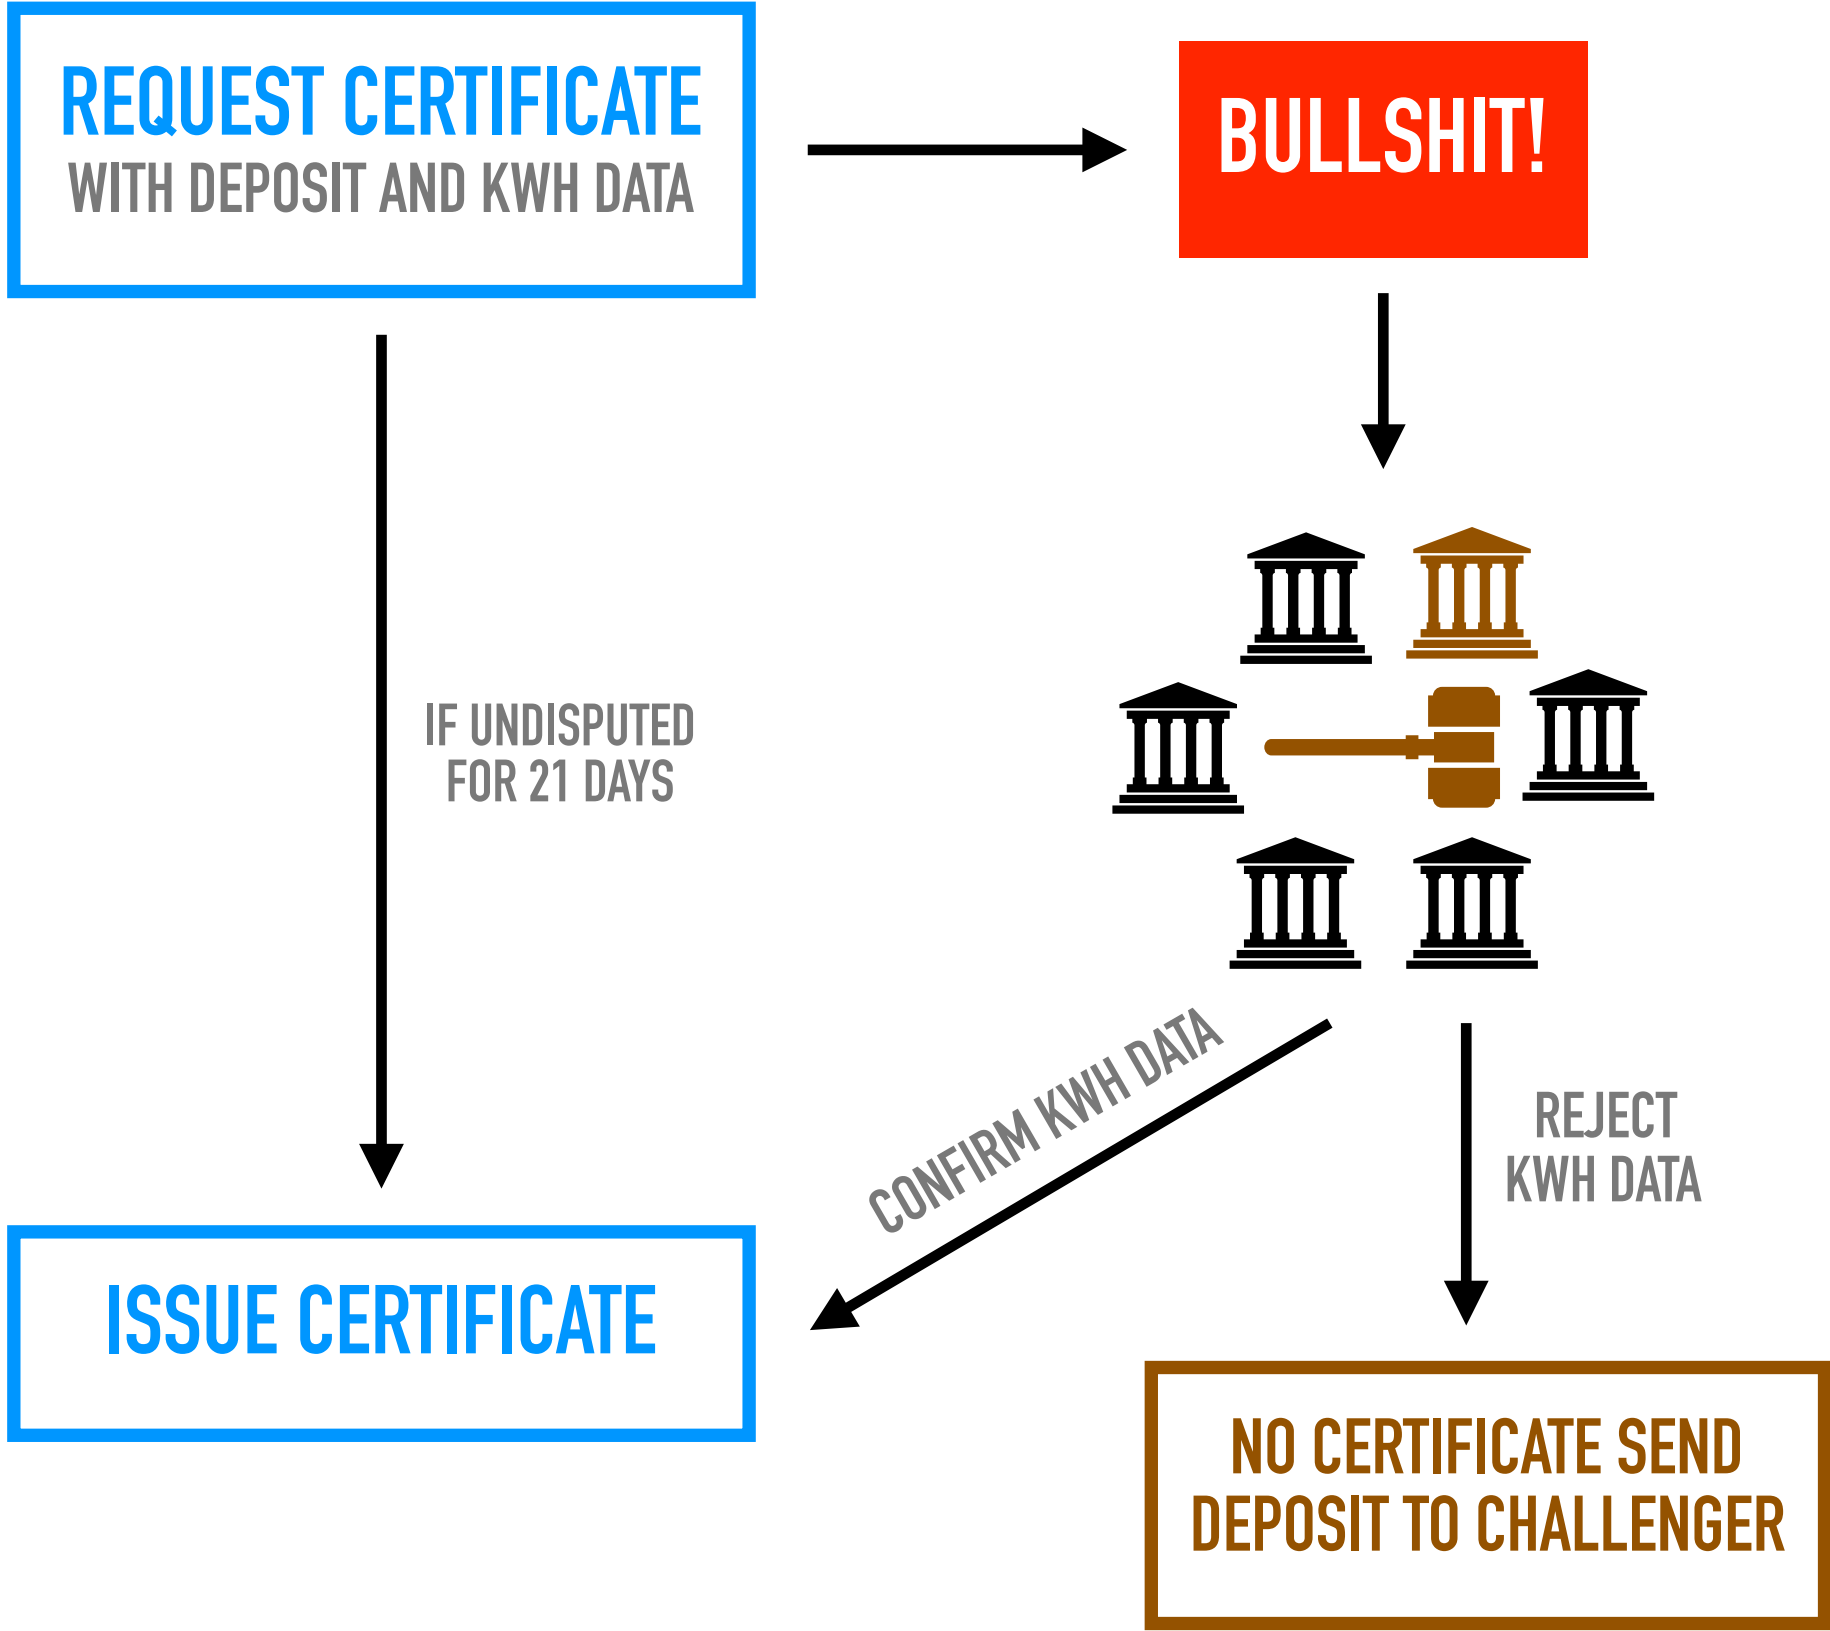 REQUEST CERTIFICATE
WITH DEPOSIT AND KWH DATA
BULLSHIT!
IF UNDISPUTED
FOR 21 DAYS
CONFIRM KWH DATA
REJECT
KWH DATA
ISSUE CERTIFICATE
NO CERTIFICATE SEND
DEPOSIT TO CHALLENGER